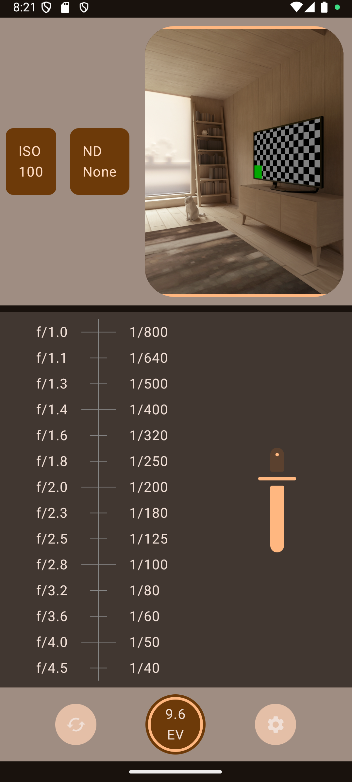 8:21
ISO
100
ND
None
f/1.0 1/800
f/1.1 1/640
f/1.3 1/500
f/1.4 1/400
f/1.6 1/320
f/1.8 1/250
f/2.0 1/200
f/2.3 1/180
f/2.5 1/125
f/2.8 1/100
f/3.2 1/80
f/3.6 1/60
f/4.0 1/50
f/4.5 1/40
9.6
EV